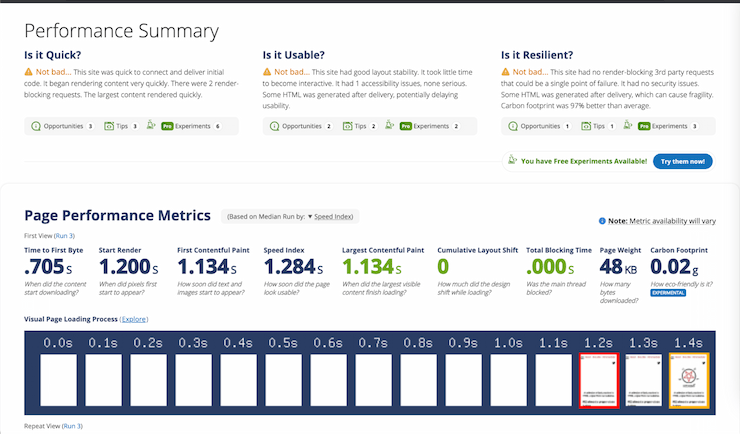 Performance Summary
Is it Quick?
Not bad... This site was quick to connect and deliver initial
code. It began rendering content very quickly. There were 2 render-
blocking requests. The largest content rendered quickly.
Opportunities 3 Tips 3 Pro Experiments 6
Is it Usable?
Not bad... This site had good layout stability. It took little time
to become interactive. It had 1 accessibility issues, none serious.
Some HTML was generated after delivery, potentially delaying
usability.
Opportunities 2 Tips 2 Pro Experiments 2
Is it Resilient?
Not bad... This site had no render-blocking 3rd party requests
that could be a single point of failure. It had no security issues.
Some HTML was generated after delivery, which can cause fragility.
Carbon footprint was 97% better than average.
Opportunities 1 Tips 1 Pro Experiments 3
You have Free Experiments Available! Try them now!
Page Performance Metrics (Based on Median Run by: ▼ Speed Index)
Note: Metric availability will vary
First View (Run 3)
Time to First Byte
.705s
When did the content
start downloading?
Start Render
1.200s
When did pixels first
start to appear?
First Contentful Paint
1.134s
How soon did text and
images start to appear?
Speed Index
1.284s
How soon did the page
look usable?
Largest Contentful Paint
1.134s
When did the largest visible
content finish loading?
Cumulative Layout Shift
0
How much did the design
shift while loading?
Total Blocking Time
.000s
Was the main thread
blocked?
Page Weight
48 KB
How many
bytes
downloaded?
Carbon Footprint
0.02g
How eco-friendly is it?
EXPERIMENTAL
Visual Page Loading Process (Explore)
0.0s 0.1s 0.2s 0.3s 0.4s 0.5s 0.6s 0.7s 0.8s 0.9s 1.0s 1.1s 1.2s 1.3s 1.4s
Repeat View (Run 3)